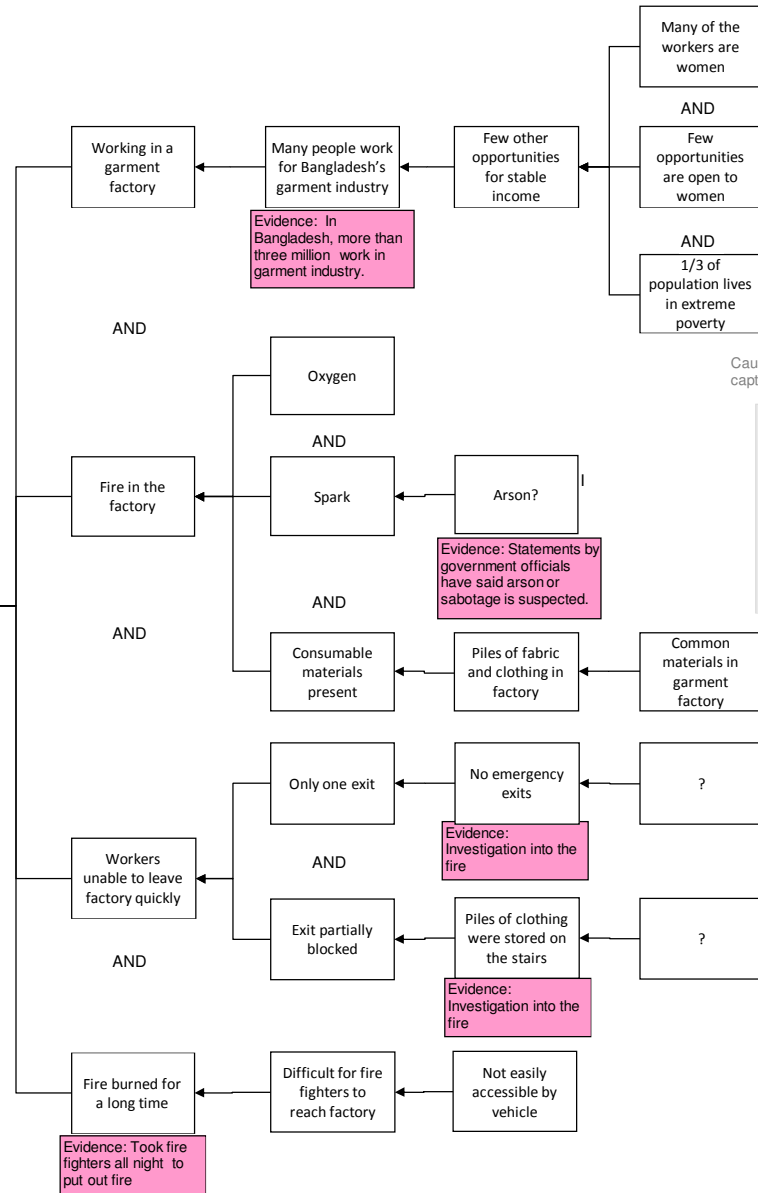 Many of the
workers are
women
AND
Working in a
garment
factory
Many people work
for Bangladesh's
garment industry
Few other
opportunities
for stable
income
Few
opportunities
are open to
women
Evidence: In
Bangladesh, more than
three million work in
garment industry.
AND
1/3 of
population lives
in extreme
poverty
AND
Oxygen
Cau
capt
AND
Fire in the
factory
Spark
Arson?
I
Evidence: Statements by
government officials
have said arson or
sabotage is suspected.
AND
AND
Consumable
materials
present
Piles of fabric
and clothing in
factory
Common
materials in
garment
factory
Only one exit
No emergency
exits
?
Evidence:
Investigation into the
fire
Workers
unable to leave
factory quickly
AND
Exit partially
blocked
Piles of clothing
were stored on
the stairs
?
AND
Evidence:
Investigation into the
fire
Fire burned for
a long time
Difficult for fire
fighters to
reach factory
Not easily
accessible by
vehicle
Evidence: Took fire
fighters all night to
put out fire